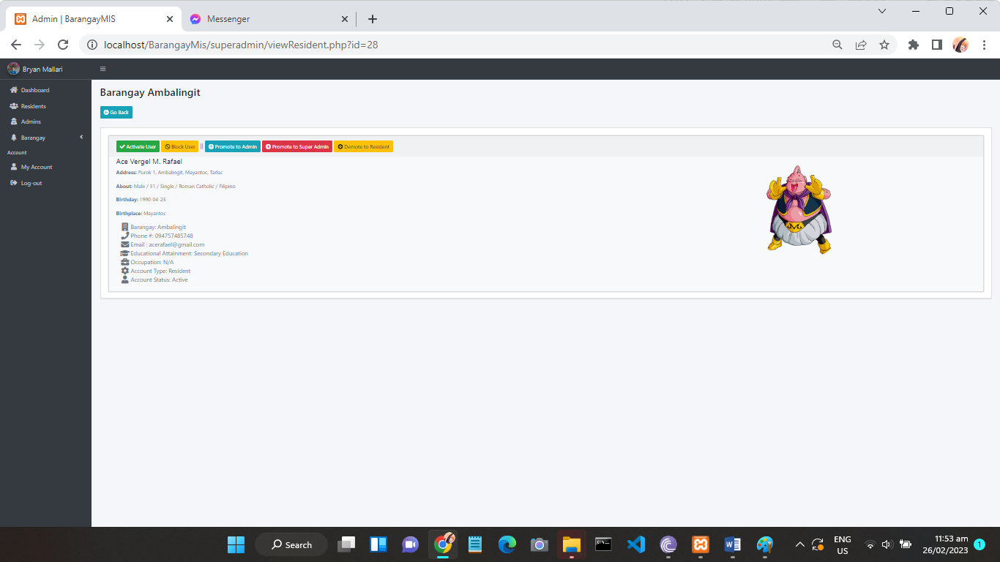 Admin | BarangayMIS
Messenger
localhost/BarangayMis/superadmin/viewResident.php?id=28
Bryan Mallari
Dashboard
Residents
Admins
Barangay
Account
My Account
Log-out
Barangay Ambalingit
Go Back
Activate User Block User || Promote to Admin Promote to Super Admin Demote to Resident
Ace Vergel M. Rafael
Address: Purok 1, Ambalingit, Mayantoc, Tarlac
About: Male / 31 / Single / Roman Catholic / Filipino
Birthday: 1990-04-23
Birthplace: Mayantoc
Barangay: Ambalingit
Phone #: 094757485748
Email : acerafael@gmail.com
Educational Attainment: Secondary Education
Occupation: N/A
Account Type: Resident
Account Status: Active
Search
ENG
US
11:53 am
26/02/2023
1